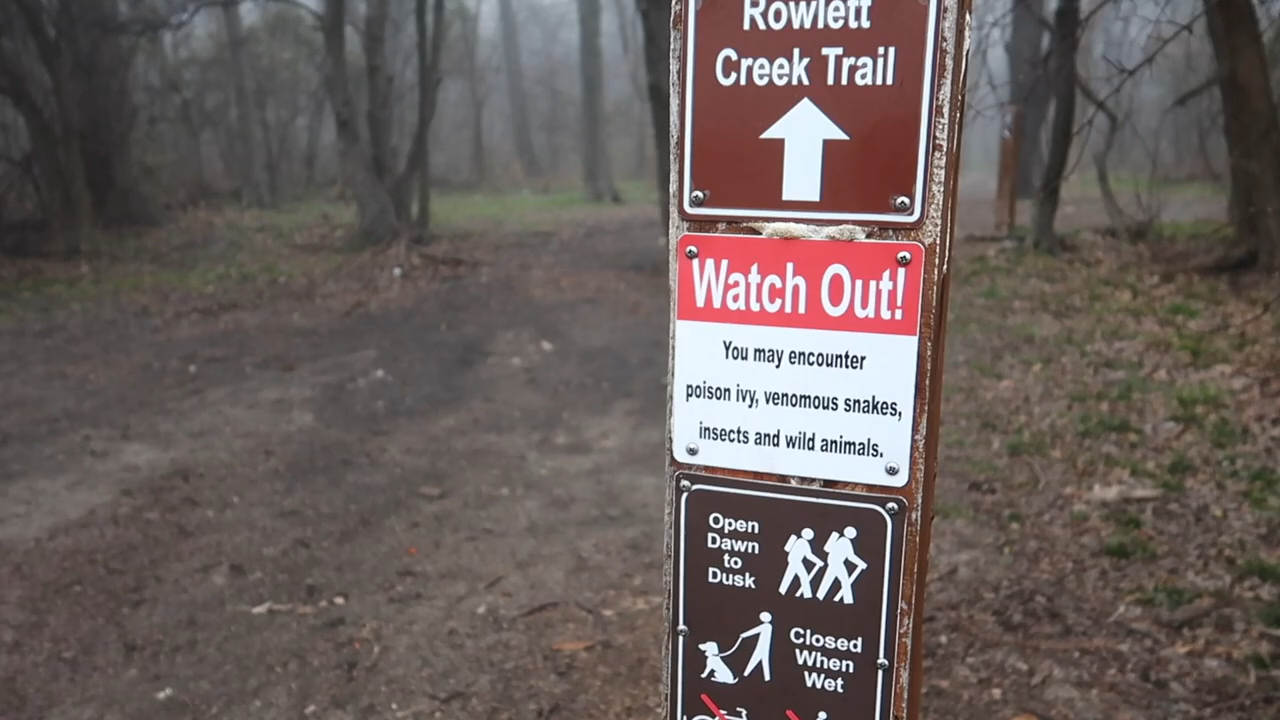 Rowlett
Creek Trail
Watch Out!
You may encounter
poison ivy, venomous snakes,
insects and wild animals.
Open
Dawn
to
Dusk
Closed
When
Wet